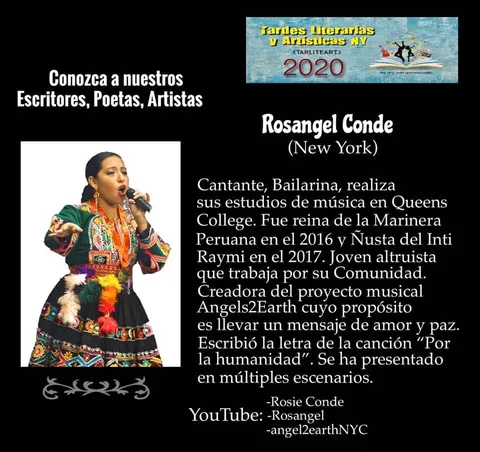 Tardes Literarias
y Artísticas NY
(TARLITEART)
2020
Conozca a nuestros
Escritores, Poetas, Artistas
Rosangel Conde
(New York)
Cantante, Bailarina, realiza
sus estudios de música en Queens
College. Fue reina de la Marinera
Peruana en el 2016 y Ñusta del Inti
Raymi en el 2017. Joven altruista
que trabaja por su Comunidad.
Creadora del proyecto musical
Angels2Earth cuyo propósito
es llevar un mensaje de amor y paz.
Escribió la letra de la canción “Por
la humanidad”. Se ha presentado
en múltiples escenarios.
YouTube: -Rosie Conde
-Rosangel
-angel2earthNYC